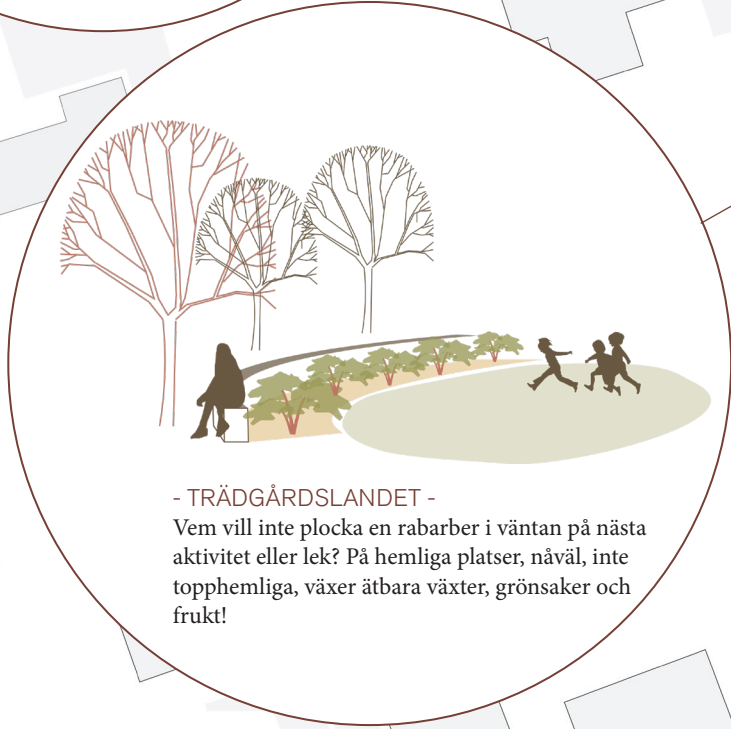 - TRÄDGÅRDSLANDET -
Vem vill inte plocka en rabarber i väntan på nästa
aktivitet eller lek? På hemliga platser, nåväl, inte
topphemliga, växer ätbara växter, grönsaker och
frukt!